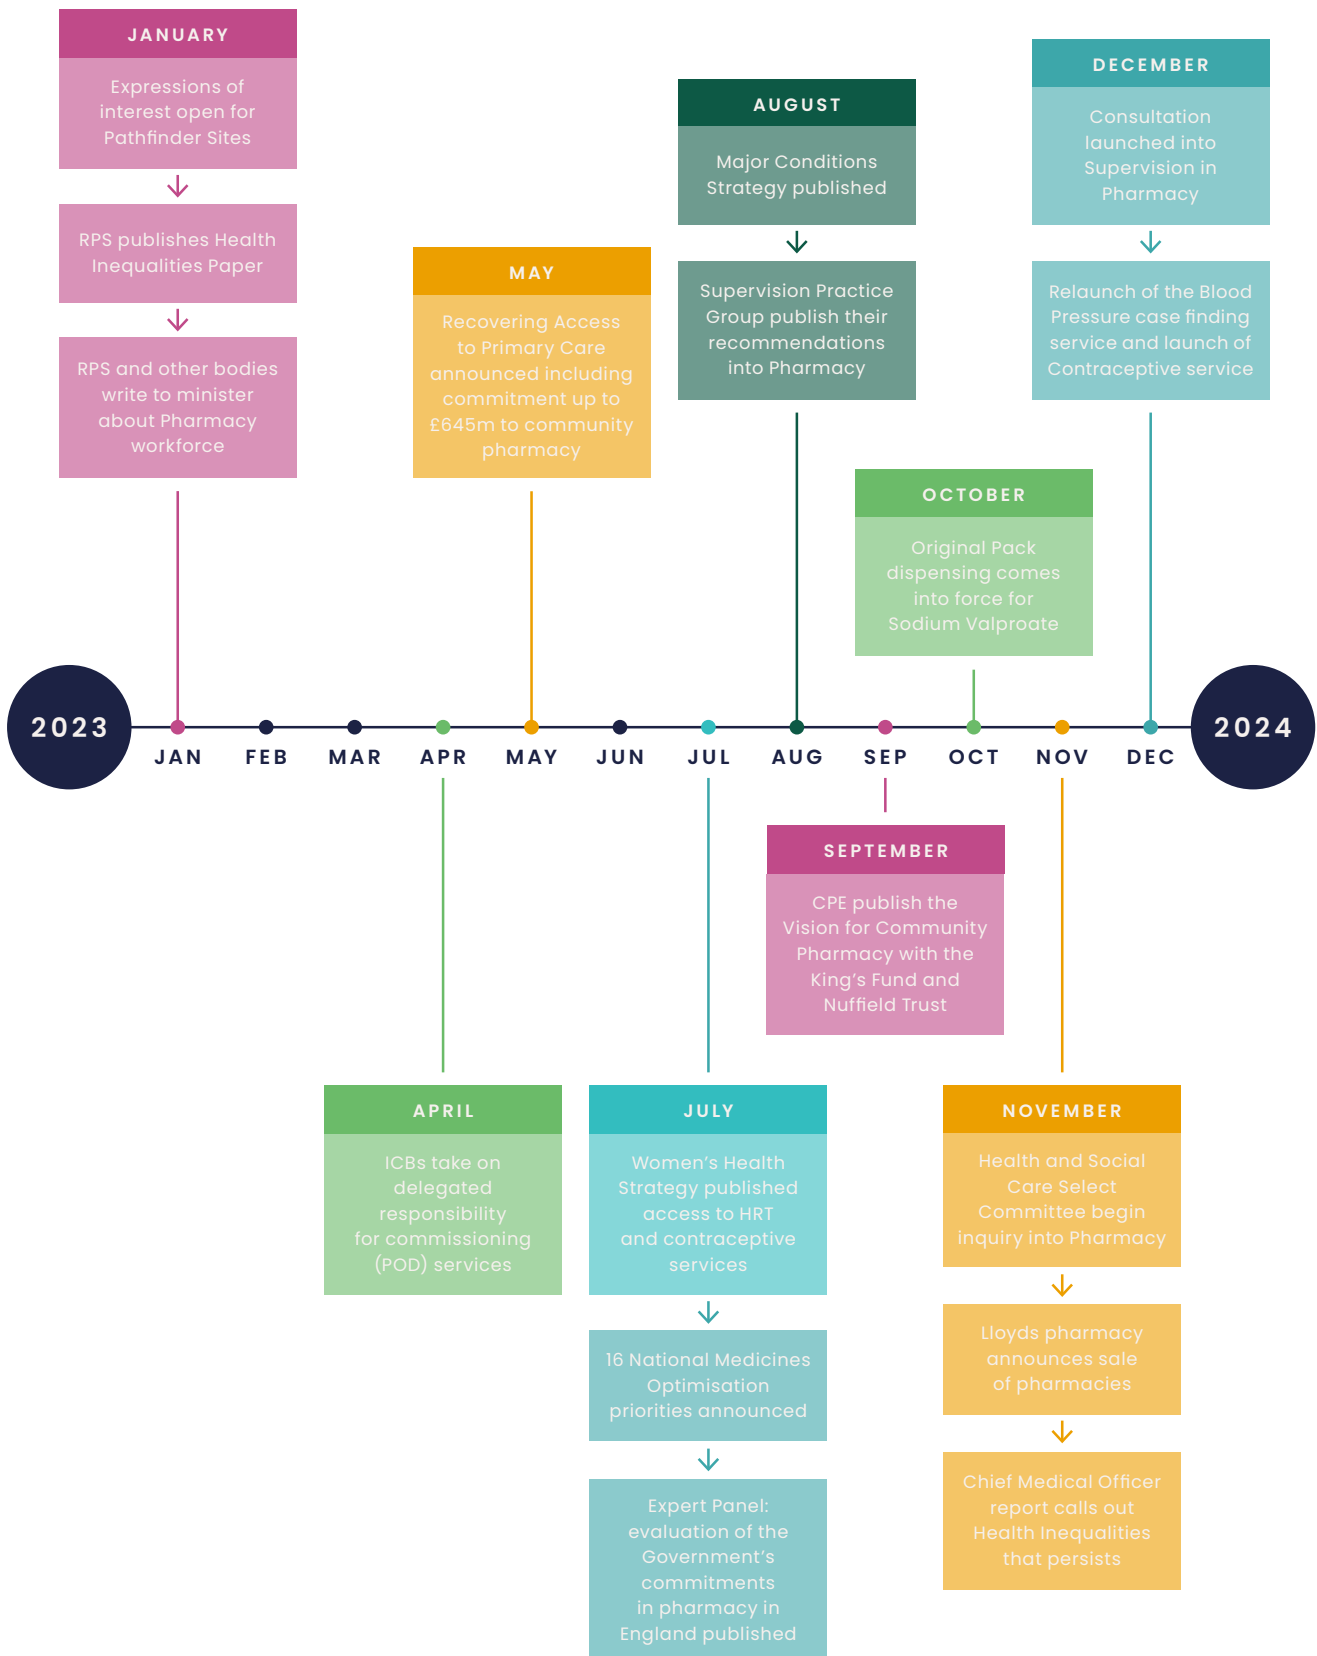 JANUARY
Expressions of
interest open for
Pathfinder Sites
RPS publishes Health
Inequalities Paper
RPS and other bodies
write to minister
about Pharmacy
workforce
MAY
Recovering Access
to Primary Care
announced including
commitment up to
£645m to community
pharmacy
AUGUST
Major Conditions
Strategy published
Supervision Practice
Group publish their
recommendations
into Pharmacy
OCTOBER
Original Pack
dispensing comes
into force for
Sodium Valproate
DECEMBER
Consultation
launched into
Supervision in
Pharmacy
Relaunch of the Blood
Pressure case finding
service and launch of
Contraceptive service
2023
JAN FEB MAR APR MAY JUN JUL AUG SEP OCT NOV DEC
2024
APRIL
ICBs take on
delegated
responsibility
for commissioning
(POD) services
JULY
Women's Health
Strategy published
access to HRT
and contraceptive
services
16 National Medicines
Optimisation
priorities announced
Expert Panel:
evaluation of the
Government's
commitments
in pharmacy in
England published
SEPTEMBER
CPE publish the
Vision for Community
Pharmacy with the
King's Fund and
Nuffield Trust
NOVEMBER
Health and Social
Care Select
Committee begin
inquiry into Pharmacy
Lloyds pharmacy
announces sale
of pharmacies
Chief Medical Officer
report calls out
Health Inequalities
that persists